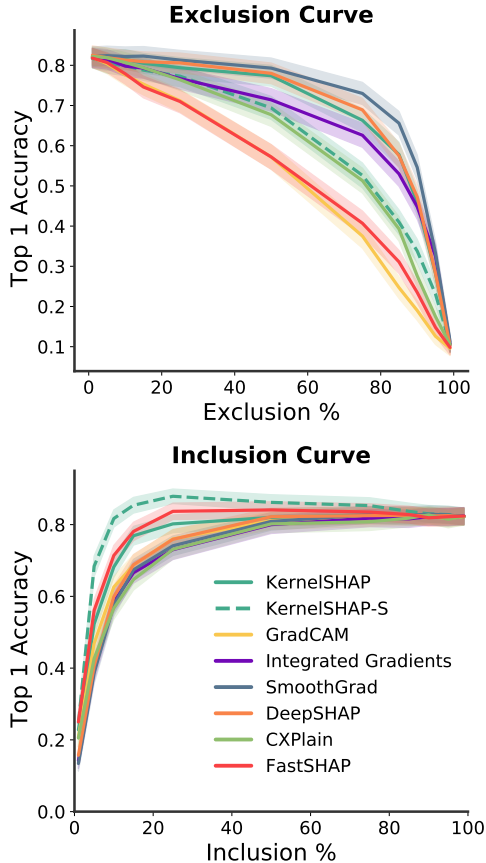 Exclusion Curve
Top 1 Accuracy
0.8
0.7
0.6
0.5
0.4
0.3
0.2
0.1
0 20 40 60 80 100
Exclusion %
Inclusion Curve
Top 1 Accuracy
0.8
0.6
0.4
0.2
0.0
KernelSHAP
KernelSHAP-S
GradCAM
Integrated Gradients
SmoothGrad
DeepSHAP
CXPlain
FastSHAP
0 20 40 60 80 100
Inclusion %